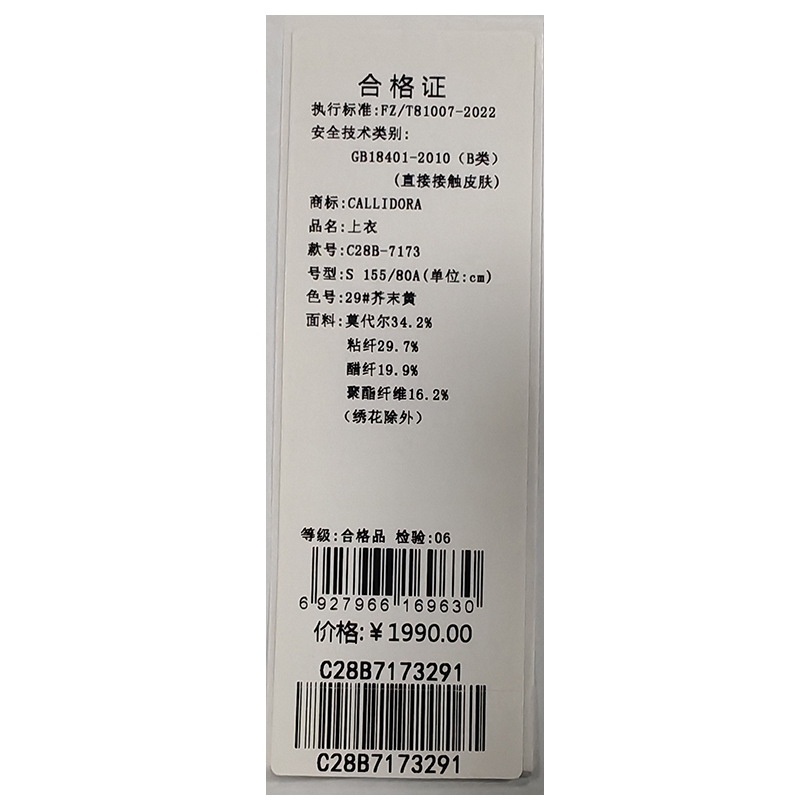 合格证
执行标准:FZ/T81007-2022
安全技术类别:
GB18401-2010（B类）
(直接接触皮肤)
商标:CALLIDORA
品名:上衣
款号:C28B-7173
号型:S 155/80A(单位:cm)
色号:29#芥末黄
面料:莫代尔34.2%
粘纤29.7%
醋纤19.9%
聚酯纤维16.2%
（绣花除外）
等级:合格品 检验:06
6 927966 169630
价格:￥1990.00
C28B7173291
C28B7173291